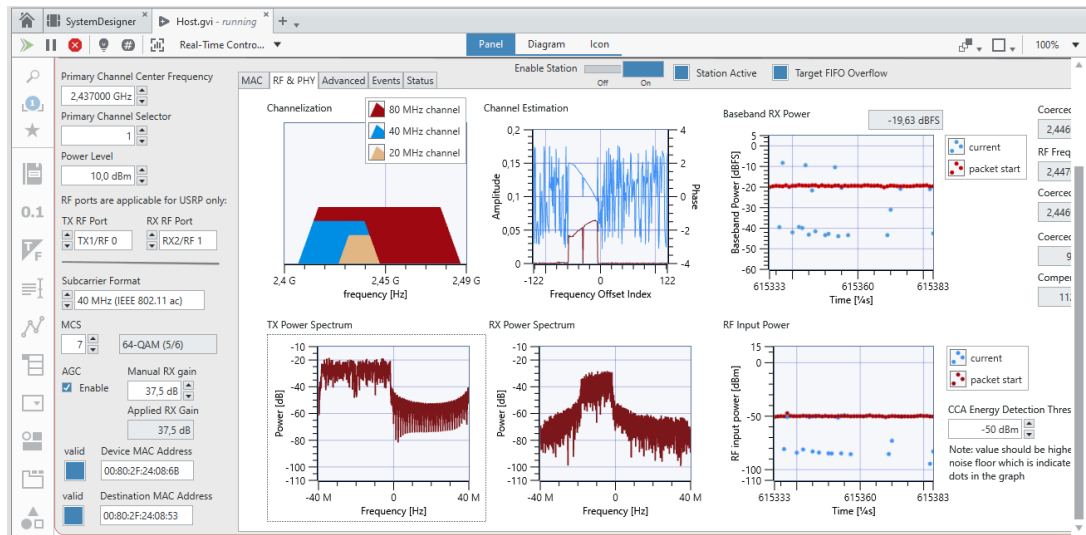 SystemDesigner × Host.gvi - running × +
Real-Time Contro...
Panel Diagram Icon
100%
Primary Channel Center Frequency
2,437000 GHz
Primary Channel Selector
1
Power Level
10,0 dBm
RF ports are applicable for USRP only:
TX RF Port RX RF Port
TX1/RF 0 RX2/RF 1
Subcarrier Format
40 MHz (IEEE 802.11 ac)
MCS
7 64-QAM (5/6)
AGC Manual RX gain
Enable 37,5 dB
Applied RX Gain
37,5 dB
valid Device MAC Address
00:80:2F:24:08:6B
valid Destination MAC Address
00:80:2F:24:08:53
1
0.1
T/F
MAC RF & PHY Advanced Events Status
Enable Station Off On Station Active Target FIFO Overflow
Channelization
80 MHz channel
40 MHz channel
20 MHz channel
2,4 G 2,45 G 2,49 G
frequency [Hz]
Channel Estimation
0,2
0,15
0,1
0,05
0
Amplitude
4
2
0
-2
-4
Phase
-122 0 122
Frequency Offset Index
Baseband RX Power -19,63 dBFS
5
0
-10
-20
-30
-40
-50
-60
Baseband Power [dBFS]
615333 615360 615383
Time [¼s]
current
packet start
Coerced
2,446
RF Freq
2,447
Coerced
2,446
Coerced
9
Comper
112
TX Power Spectrum
-10
-20
-40
-60
-80
-100
-110
Power [dB]
-40 M 0 40 M
Frequency [Hz]
RX Power Spectrum
-10
-20
-40
-60
-80
-100
-110
Power [dB]
-40 M 0 40 M
Frequency [Hz]
RF Input Power
15
0
-50
-100
-110
RF input power [dBm]
615333 615360 615383
Time [¼s]
current
packet start
CCA Energy Detection Thres
-50 dBm
Note: value should be highe
noise floor which is indicate
dots in the graph